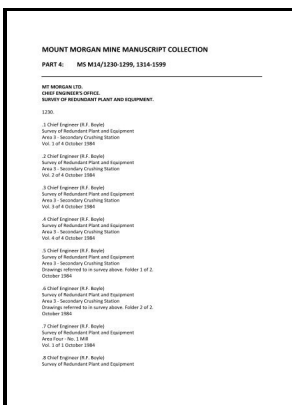 MOUNT MORGAN MINE MANUSCRIPT COLLECTION
PART 4: MS M14/1230-1299, 1314-1599
MT MORGAN LTD.
CHIEF ENGINEER'S OFFICE.
SURVEY OF REDUNDANT PLANT AND EQUIPMENT.
1230.
.1 Chief Engineer (R.F. Boyle)
Survey of Redundant Plant and Equipment
Area 3 - Secondary Crushing Station
Vol. 1 of 4 October 1984
.2 Chief Engineer (R.F. Boyle)
Survey of Redundant Plant and Equipment
Area 3 - Secondary Crushing Station
Vol. 2 of 4 October 1984
.3 Chief Engineer (R.F. Boyle)
Survey of Redundant Plant and Equipment
Area 3 - Secondary Crushing Station
Vol. 3 of 4 October 1984
.4 Chief Engineer (R.F. Boyle)
Survey of Redundant Plant and Equipment
Area 3 - Secondary Crushing Station
Vol. 4 of 4 October 1984
.5 Chief Engineer (R.F. Boyle)
Survey of Redundant Plant and Equipment
Area 3 - Secondary Crushing Station
Drawings referred to in survey above. Folder 1 of 2.
October 1984
.6 Chief Engineer (R.F. Boyle)
Survey of Redundant Plant and Equipment
Area 3 - Secondary Crushing Station
Drawings referred to in survey above. Folder 2 of 2.
October 1984
.7 Chief Engineer (R.F. Boyle)
Survey of Redundant Plant and Equipment
Area Four - No. 1 Mill
Vol. 1 of 1 October 1984
.8 Chief Engineer (R.F. Boyle)
Survey of Redundant Plant and Equipment